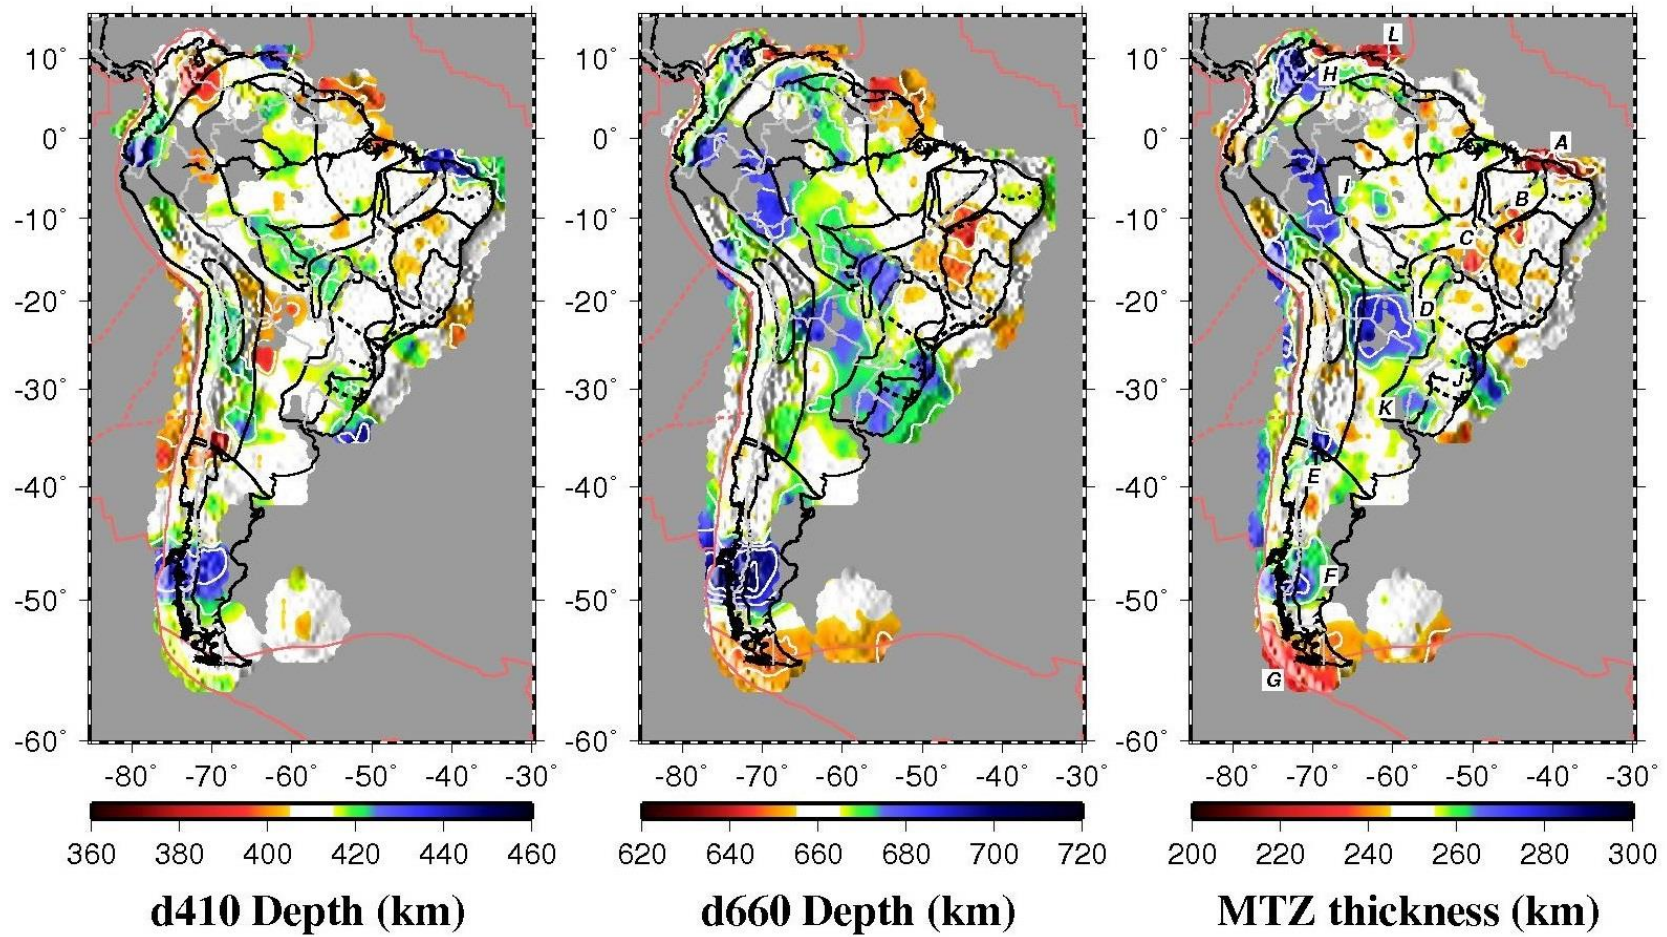 10° 10° 10°
0° 0° 0°
-10° -10° -10°
-20° -20° -20°
-30° -30° -30°
-40° -40° -40°
-50° -50° -50°
-60° -60° -60°
L
H
A
I
B
C
D
J
K
E
F
G
-80° -70° -60° -50° -40° -30° -80° -70° -60° -50° -40° -30° -80° -70° -60° -50° -40° -30°
360 380 400 420 440 460 620 640 660 680 700 720 200 220 240 260 280 300
d410 Depth (km) d660 Depth (km) MTZ thickness (km)